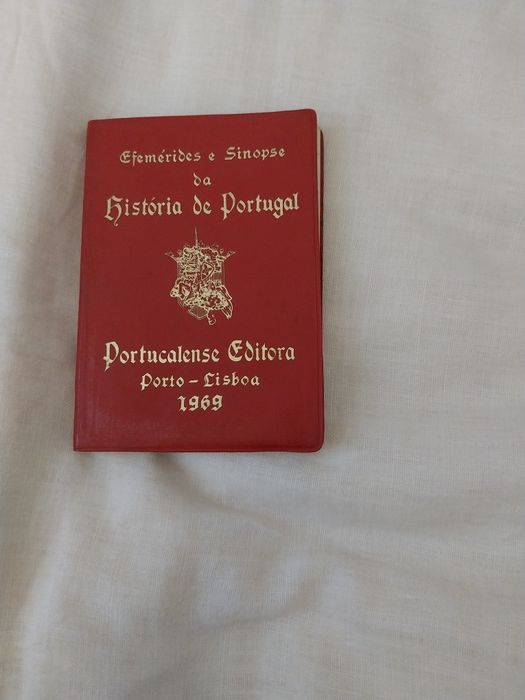 Efemérides e Sinopse
da
História de Portugal
Portucalense Editora
Porto - Lisboa
1969